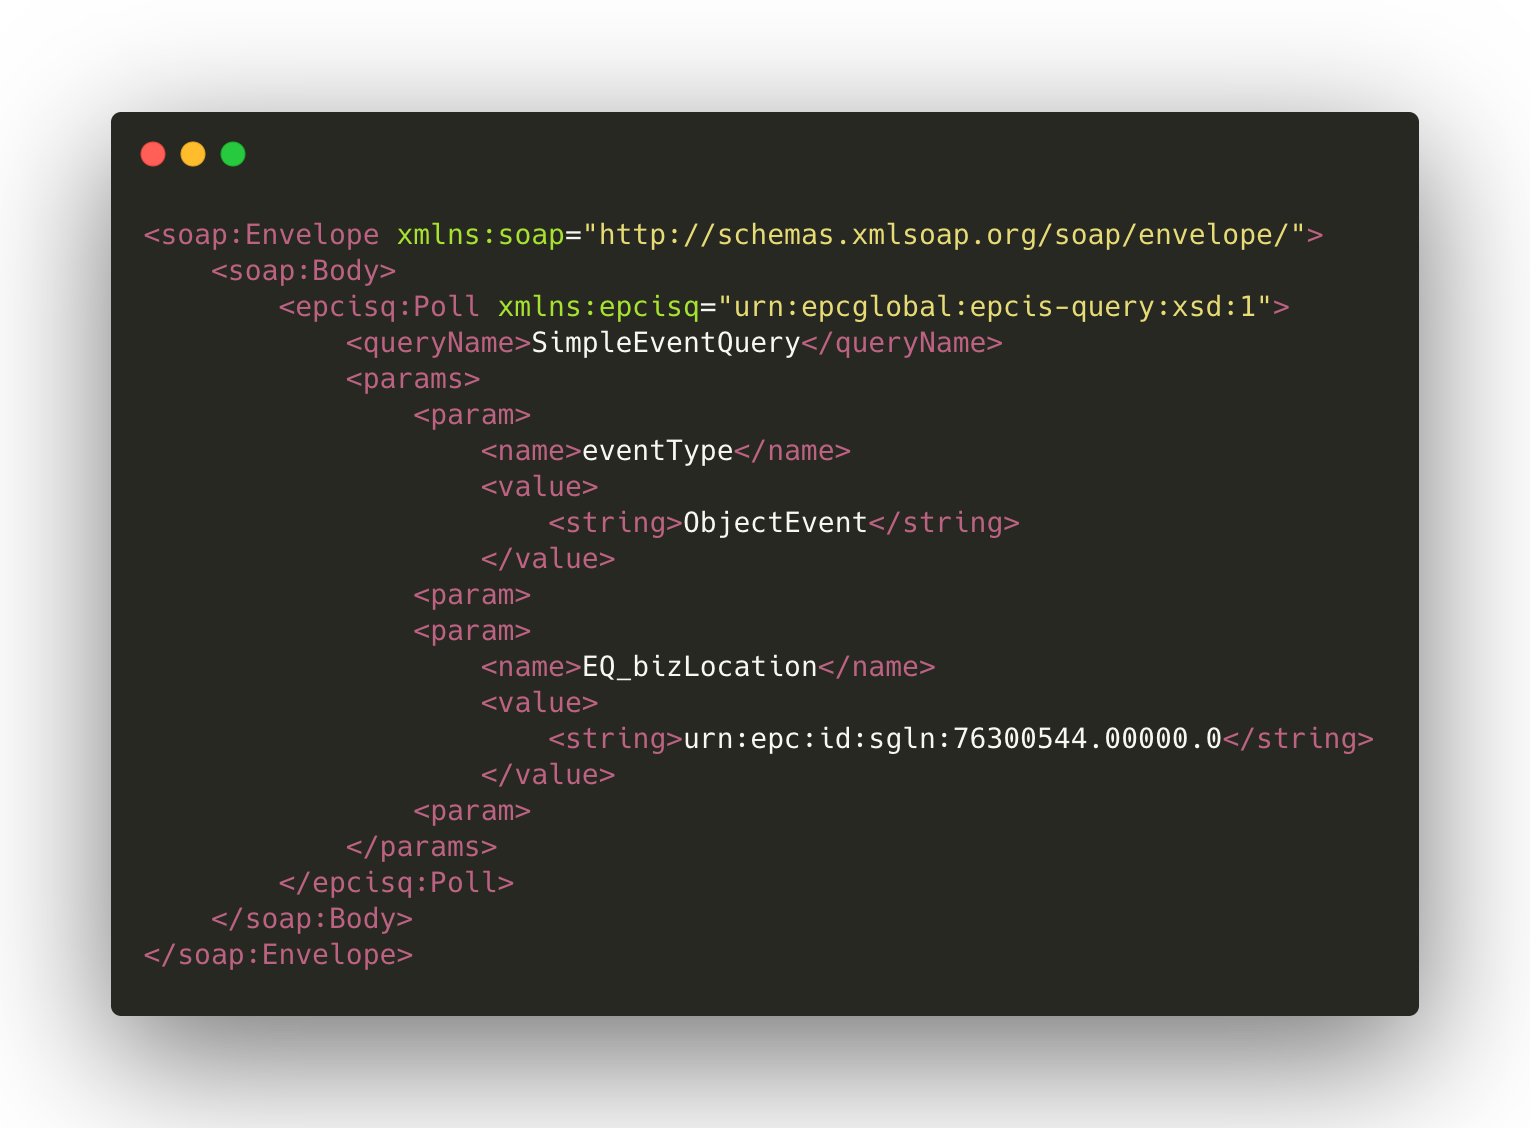 <soap:Envelope xmlns:soap="http://schemas.xmlsoap.org/soap/envelope/">
    <soap:Body>
        <epcisq:Poll xmlns:epcisq="urn:epcglobal:epcis-query:xsd:1">
            <queryName>SimpleEventQuery</queryName>
            <params>
                <param>
                    <name>eventType</name>
                    <value>
                        <string>ObjectEvent</string>
                    </value>
                <param>
                <param>
                    <name>EQ_bizLocation</name>
                    <value>
                        <string>urn:epc:id:sgln:76300544.00000.0</string>
                    </value>
                <param>
            </params>
        </epcisq:Poll>
    </soap:Body>
</soap:Envelope>